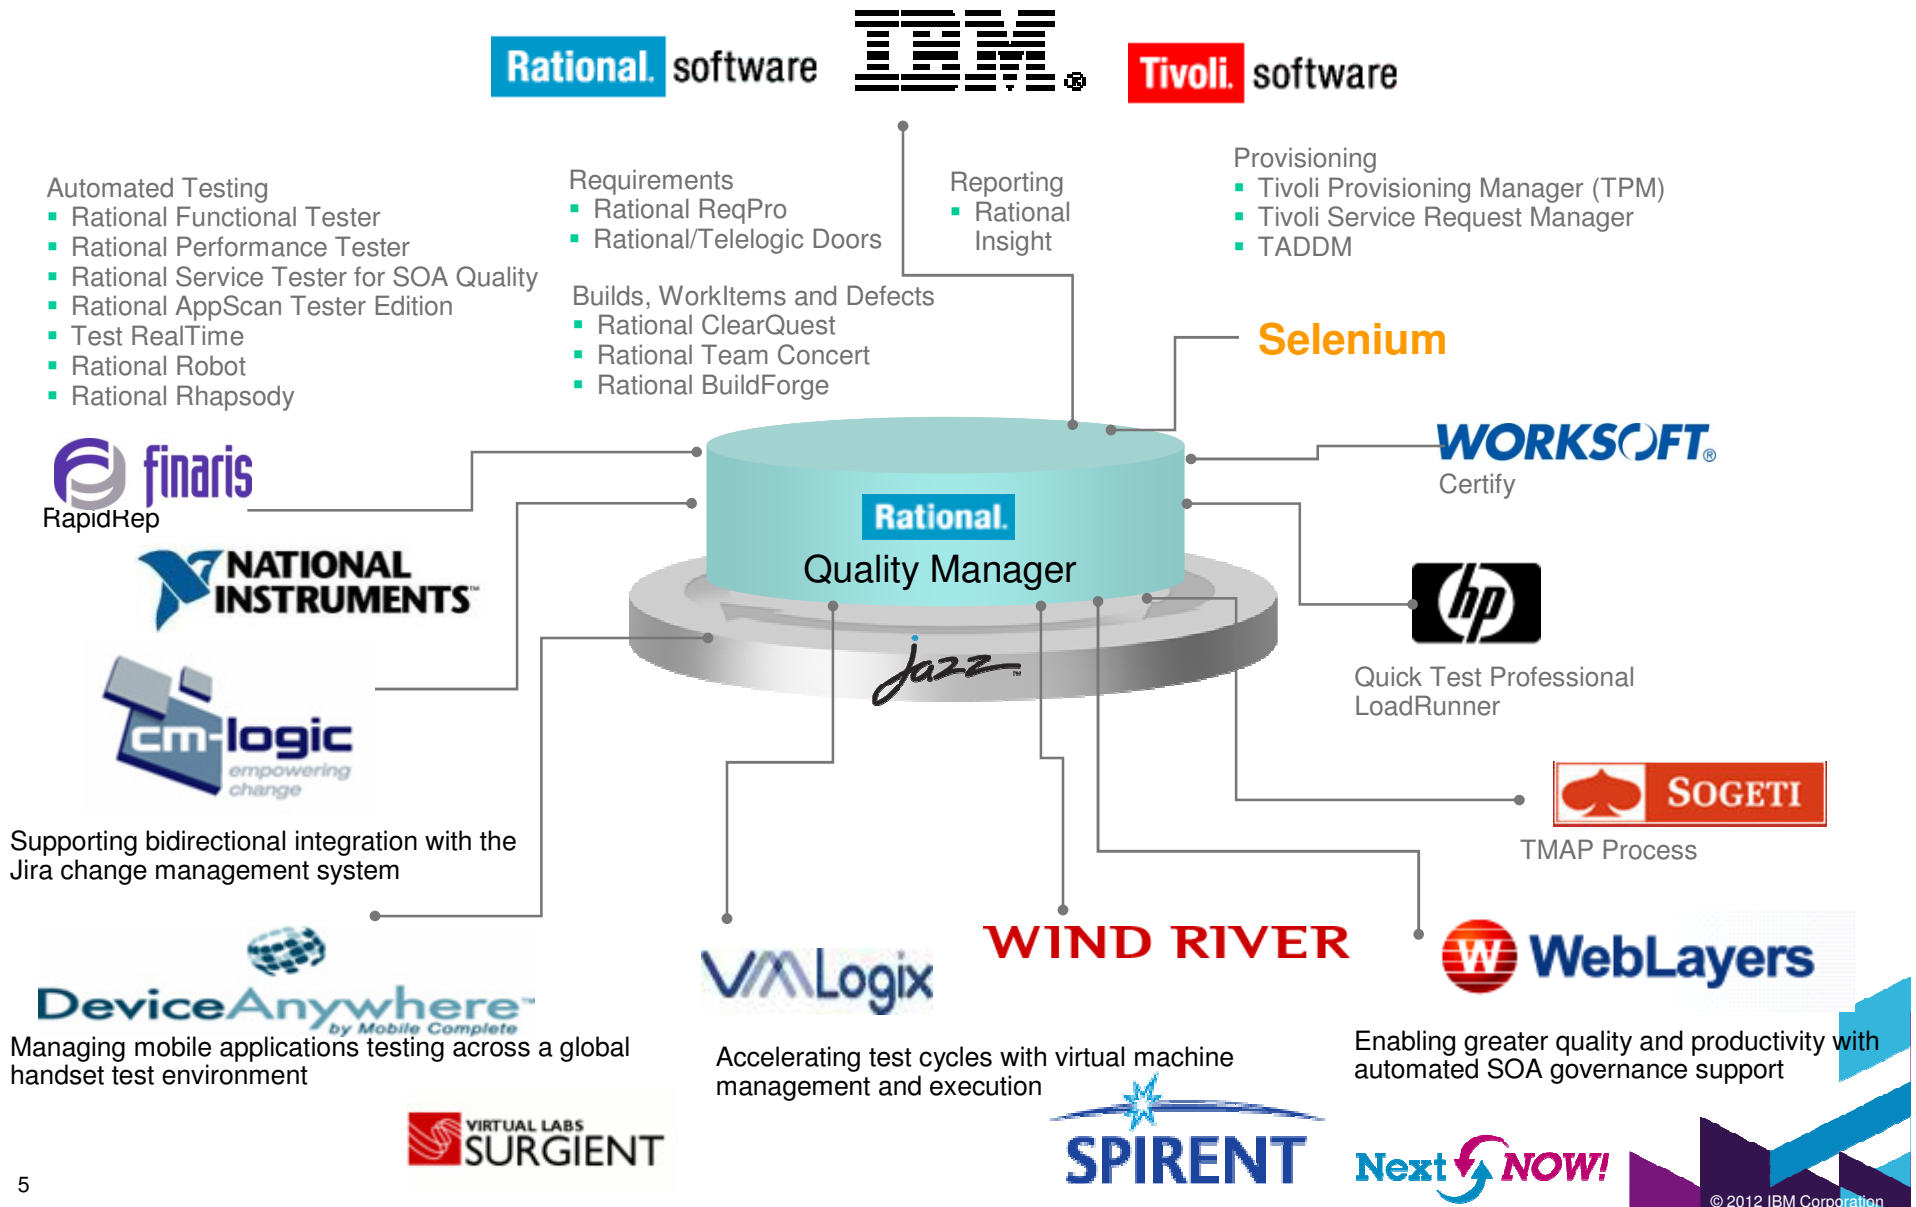 Rational. software
IBM®
Tivoli. software
Automated Testing
Rational Functional Tester
Rational Performance Tester
Rational Service Tester for SOA Quality
Rational AppScan Tester Edition
Test RealTime
Rational Robot
Rational Rhapsody
Requirements
Rational ReqPro
Rational/Telelogic Doors
Builds, WorkItems and Defects
Rational ClearQuest
Rational Team Concert
Rational BuildForge
Reporting
Rational
Insight
Provisioning
Tivoli Provisioning Manager (TPM)
Tivoli Service Request Manager
TADDM
Selenium
finaris
RapidRep
NATIONAL
INSTRUMENTS™
cm-logic
empowering
change
Supporting bidirectional integration with the
Jira change management system
Rational.
Quality Manager
jazz™
WORKSOFT®
Certify
hp
Quick Test Professional
LoadRunner
SOGETI
TMAP Process
DeviceAnywhere™
by Mobile Complete
Managing mobile applications testing across a global
handset test environment
VMLogix
Accelerating test cycles with virtual machine
management and execution
WIND RIVER
W WebLayers
Enabling greater quality and productivity with
automated SOA governance support
VIRTUAL LABS
SURGIENT
SPIRENT
Next NOW!
5
© 2012 IBM Corporation